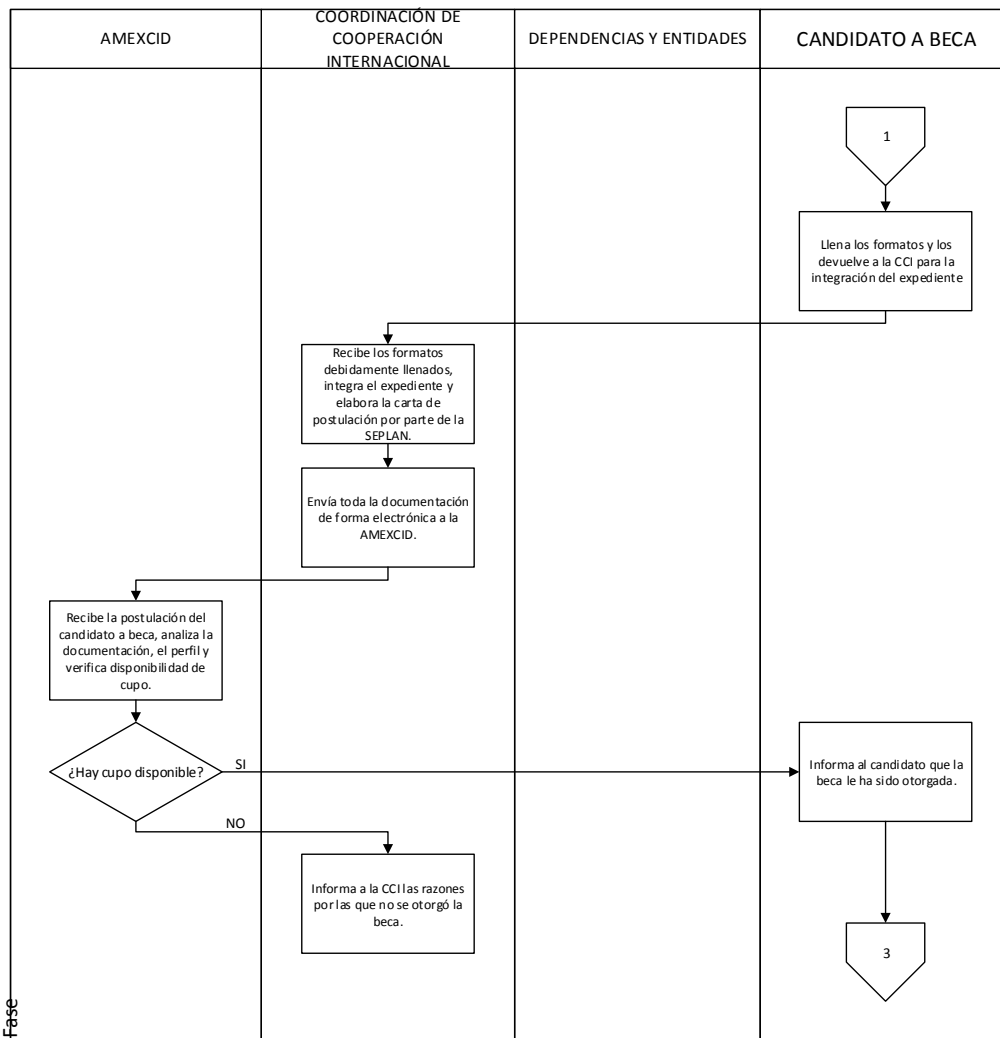 AMEXCID
COORDINACIÓN DE
COOPERACIÓN
INTERNACIONAL
DEPENDENCIAS Y ENTIDADES
CANDIDATO A BECA
1
Llena los formatos y los
devuelve a la CCI para la
integración del expediente
Recibe los formatos
debidamente llenados,
integra el expediente y
elabora la carta de
postulación por parte de la
SEPLAN.
Envía toda la documentación
de forma electrónica a la
AMEXCID.
Recibe la postulación del
candidato a beca, analiza la
documentación, el perfil y
verifica disponibilidad de
cupo.
¿Hay cupo disponible?
SI
Informa al candidato que la
beca le ha sido otorgada.
NO
Informa a la CCI las razones
por las que no se otorgó la
beca.
3
Fase